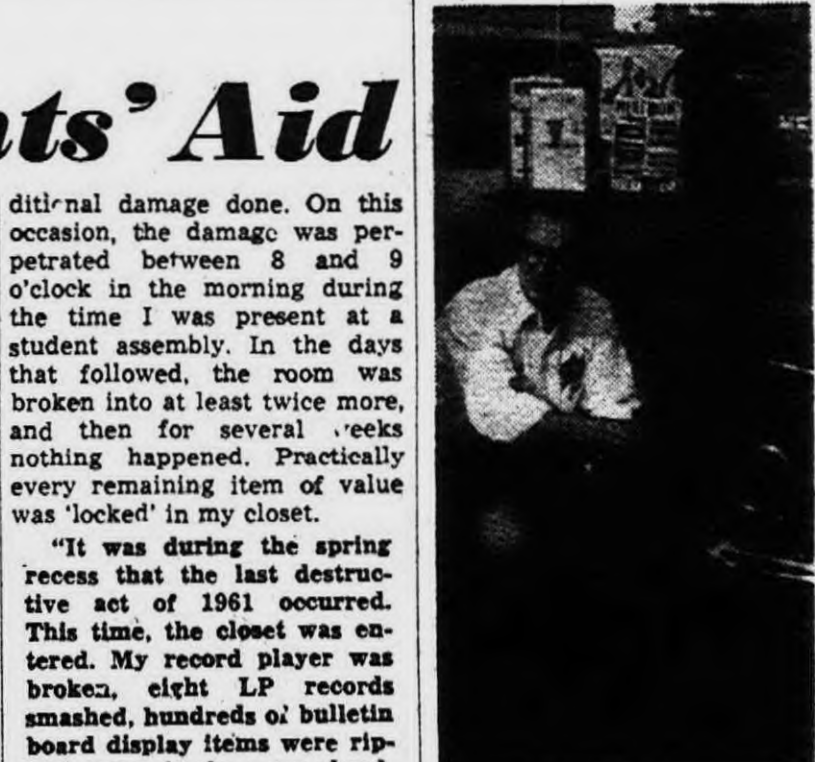 nts' Aid
ditional damage done. On this
occasion, the damage was per-
petrated between 8 and 9
o'clock in the morning during
the time I was present at a
student assembly. In the days
that followed, the room was
broken into at least twice more,
and then for several weeks
nothing happened. Practically
every remaining item of value
was 'locked' in my closet.
"It was during the spring
recess that the last destruc-
tive act of 1961 occurred.
This time, the closet was en-
tered. My record player was
broken, eight LP records
smashed, hundreds of bulletin
board display items were rip-